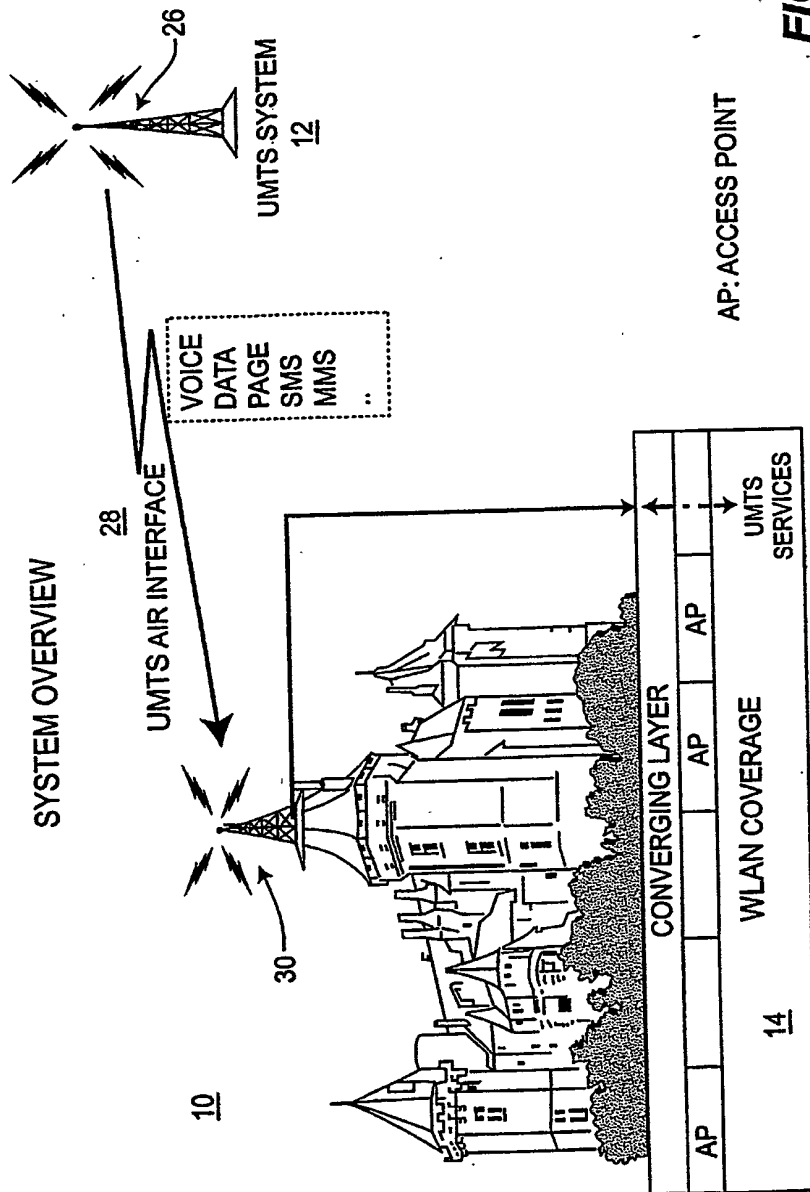 SYSTEM OVERVIEW
10
30
28
UMTS AIR INTERFACE
VOICE
DATA
PAGE
SMS
MMS
..
26
UMTS SYSTEM
12
CONVERGING LAYER
AP
AP
AP
WLAN COVERAGE
14
UMTS
SERVICES
AP: ACCESS POINT